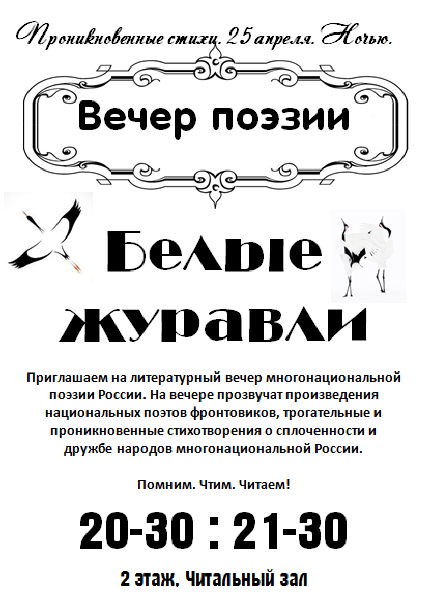 Проникновенные стихи. 25 апреля. Ночью.
Вечер поэзии
Белые
журавли
Приглашаем на литературный вечер многонациональной
поэзии России. На вечере прозвучат произведения
национальных поэтов фронтовиков, трогательные и
проникновенные стихотворения о сплоченности и
дружбе народов многонациональной России.
Помним. Чтим. Читаем!
20-30 : 21-30
2 этаж, Читальный зал